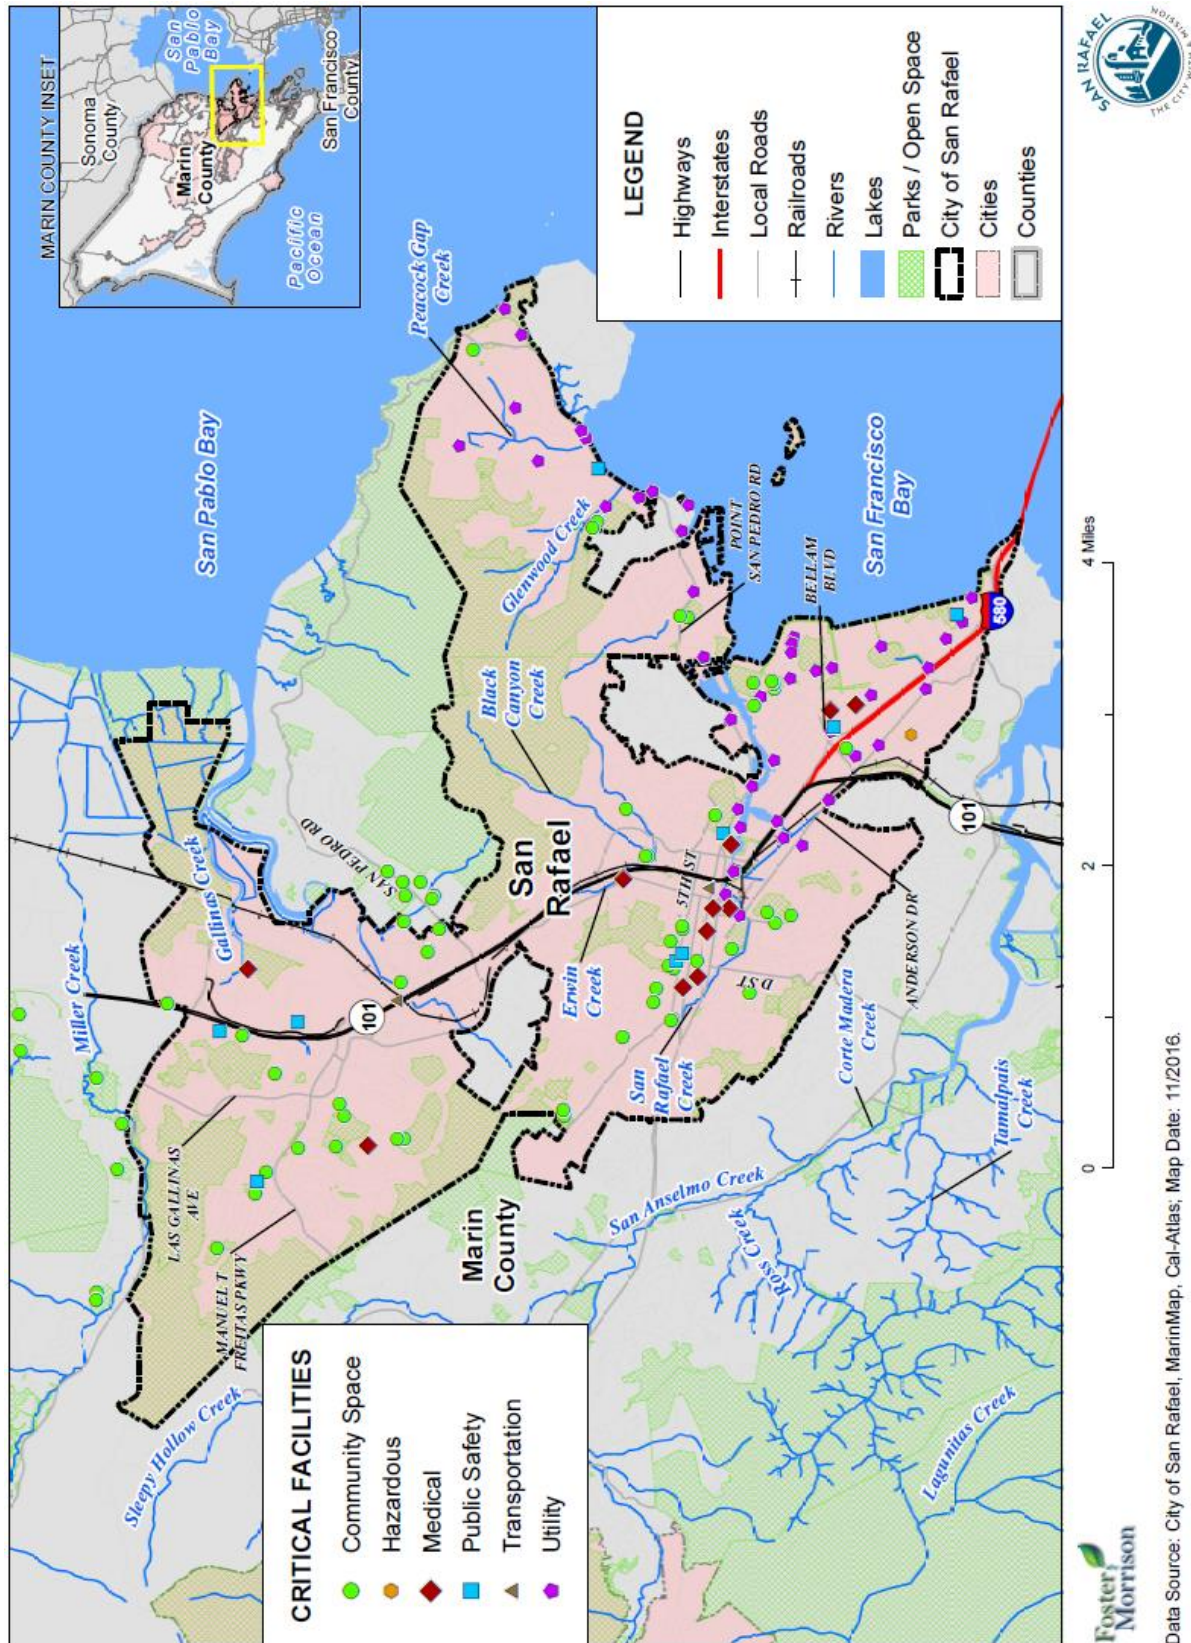 MARIN COUNTY INSET
Sonoma
County
San
Pablo
Bay
Marin
County
San Francisco
County
Pacific
Ocean
LEGEND
Highways
Interstates
Local Roads
Railroads
Rivers
Lakes
Parks / Open Space
City of San Rafael
Cities
Counties
CRITICAL FACILITIES
Community Space
Hazardous
Medical
Public Safety
Transportation
Utility
San Pablo Bay
Miller Creek
Gallinas Creek
LAS GALLINAS
AVE
MANUEL T
FREITAS PKWY
Sleepy Hollow Creek
101
SAN PEDRO RD
Peacock Gap
Creek
Glenwood Creek
Black
Canyon
Creek
San
Rafael
Marin
County
Erwin
Creek
5TH ST
San
Rafael
Creek
D ST
POINT
SAN PEDRO RD
BELLAM
BLVD
San Francisco
Bay
580
101
ANDERSON DR
Corte Madera
Creek
Tamalpais
Creek
San Anselmo Creek
Ross Creek
Lagunitas Creek
0
2
4 Miles
Foster
Morrison
Data Source: City of San Rafael, MarinMap, Cal-Atlas; Map Date: 11/2016.
SAN RAFAEL
THE CITY WITH A MISSION